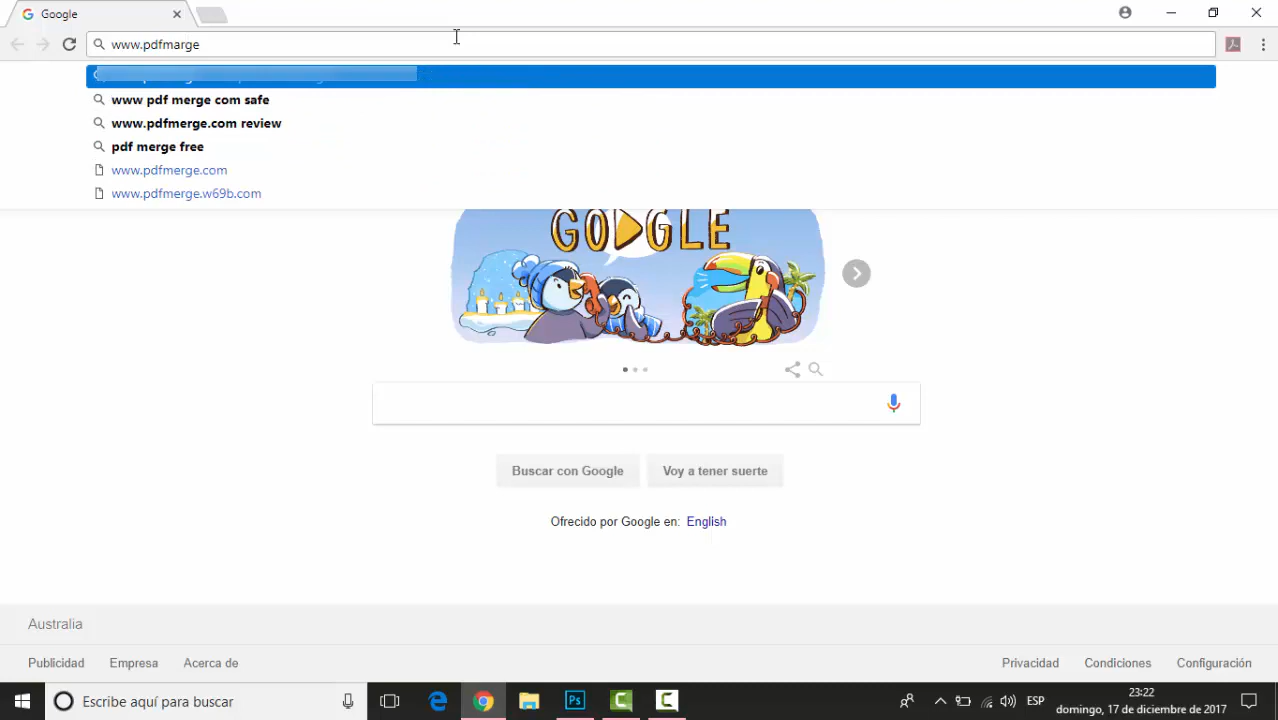 Google
www.pdfmarge
www pdf merge com safe
www.pdfmerge.com review
pdf merge free
www.pdfmerge.com
www.pdfmerge.w69b.com
GOOGLE
Buscar con Google
Voy a tener suerte
Ofrecido por Google en: English
Australia
Publicidad
Empresa
Acerca de
Privacidad
Condiciones
Configuración
Escribe aquí para buscar
Ps
ESP
23:22
domingo, 17 de diciembre de 2017